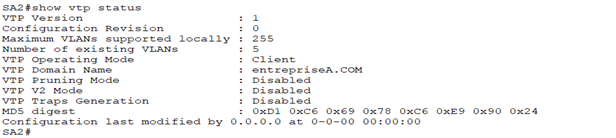 SA2#show vtp status
VTP Version : 1
Configuration Revision : 0
Maximum VLANs supported locally : 255
Number of existing VLANs : 5
VTP Operating Mode : Client
VTP Domain Name : entrepriseA.COM
VTP Pruning Mode : Disabled
VTP V2 Mode : Disabled
VTP Traps Generation : Disabled
MD5 digest : 0xD1 0xC6 0x69 0x78 0xC6 0xE9 0x90 0x24
Configuration last modified by 0.0.0.0 at 0-0-00 00:00:00
SA2#